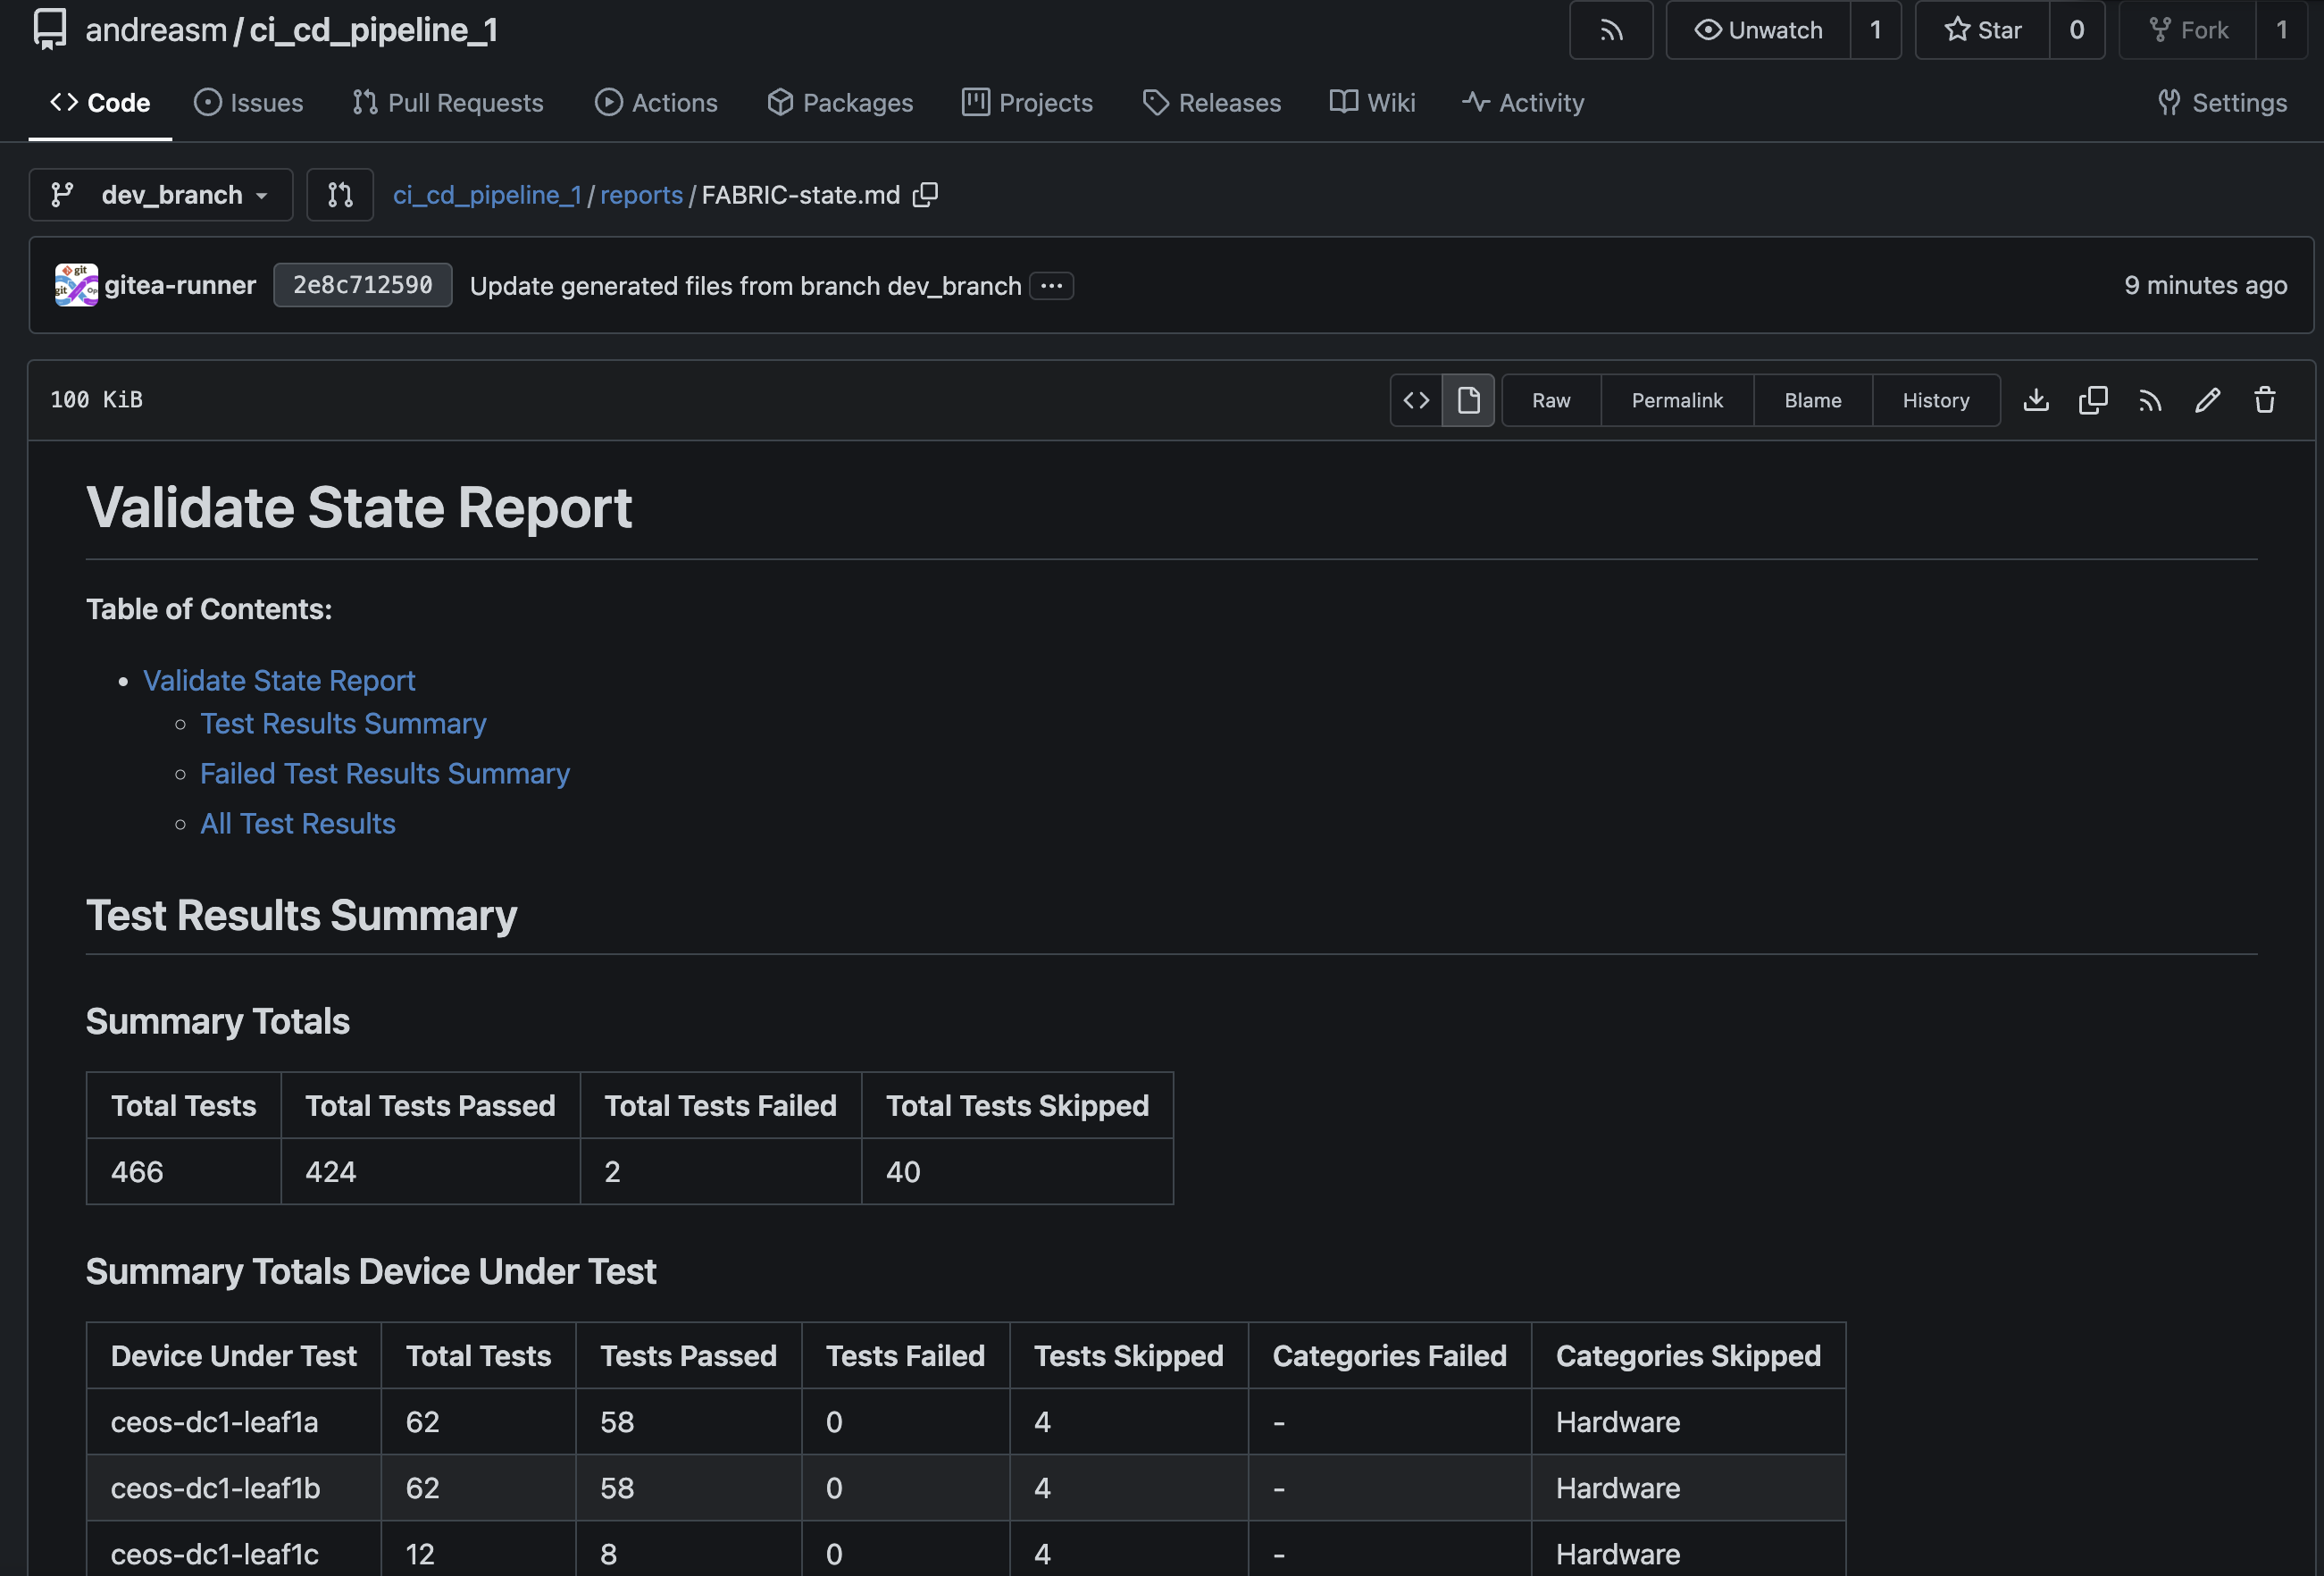 andreasm/ci_cd_pipeline_1
Unwatch 1 Star 0 Fork 1
Code Issues Pull Requests Actions Packages Projects Releases Wiki Activity Settings
dev_branch ci_cd_pipeline_1/reports/FABRIC-state.md
gitea-runner 2e8c712590 Update generated files from branch dev_branch ... 9 minutes ago
100 KiB Raw Permalink Blame History
Validate State Report
Table of Contents:
Validate State Report
Test Results Summary
Failed Test Results Summary
All Test Results
Test Results Summary
Summary Totals
Total Tests Total Tests Passed Total Tests Failed Total Tests Skipped
466 424 2 40
Summary Totals Device Under Test
Device Under Test Total Tests Tests Passed Tests Failed Tests Skipped Categories Failed Categories Skipped
ceos-dc1-leaf1a 62 58 0 4 - Hardware
ceos-dc1-leaf1b 62 58 0 4 - Hardware
ceos-dc1-leaf1c 12 8 0 4 - Hardware